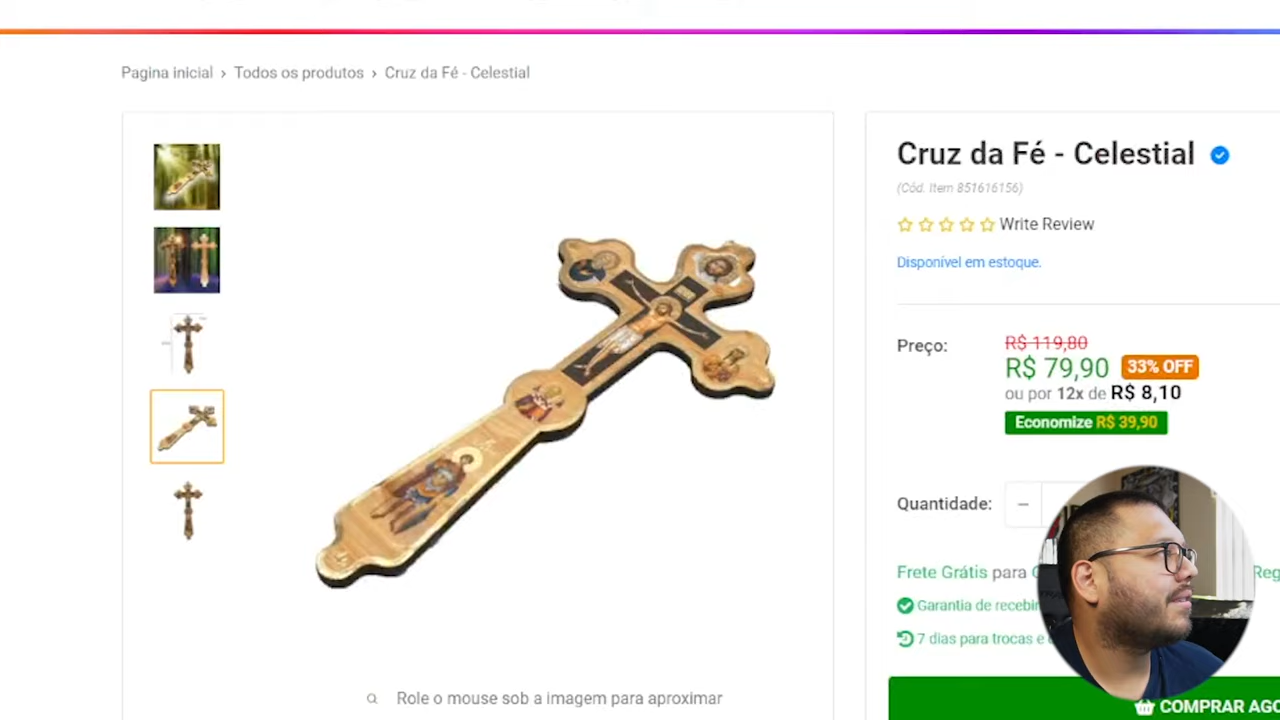 Pagina inicial › Todos os produtos › Cruz da Fé - Celestial
Cruz da Fé - Celestial
(Cód. Item 851616156)
Write Review
Disponível em estoque.
Preço:
R$ 119,80
R$ 79,90 33% OFF
ou por 12x de R$ 8,10
Economize R$ 39,90
Quantidade: −
Frete Grátis para
Garantia de
7 dias para trocas e
Role o mouse sob a imagem para aproximar
COMPRAR